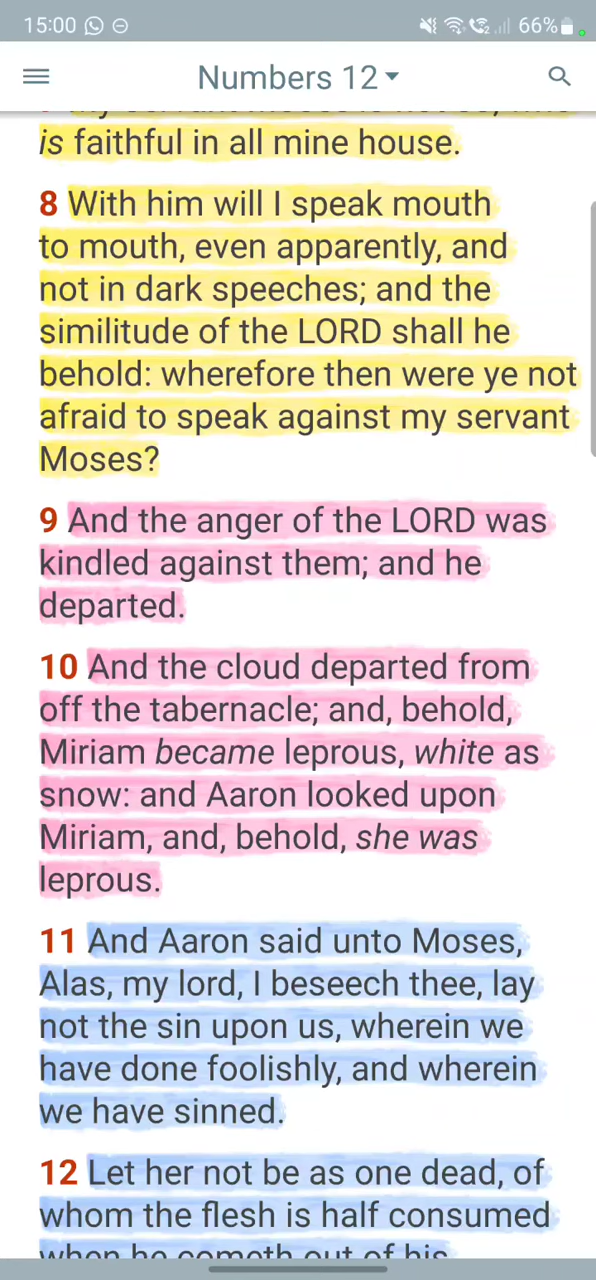 15:00 66%
Numbers 12
is faithful in all mine house.
8 With him will I speak mouth
to mouth, even apparently, and
not in dark speeches; and the
similitude of the LORD shall he
behold: wherefore then were ye not
afraid to speak against my servant
Moses?
9 And the anger of the LORD was
kindled against them; and he
departed.
10 And the cloud departed from
off the tabernacle; and, behold,
Miriam became leprous, white as
snow: and Aaron looked upon
Miriam, and, behold, she was
leprous.
11 And Aaron said unto Moses,
Alas, my lord, I beseech thee, lay
not the sin upon us, wherein we
have done foolishly, and wherein
we have sinned.
12 Let her not be as one dead, of
whom the flesh is half consumed
when he cometh out of his